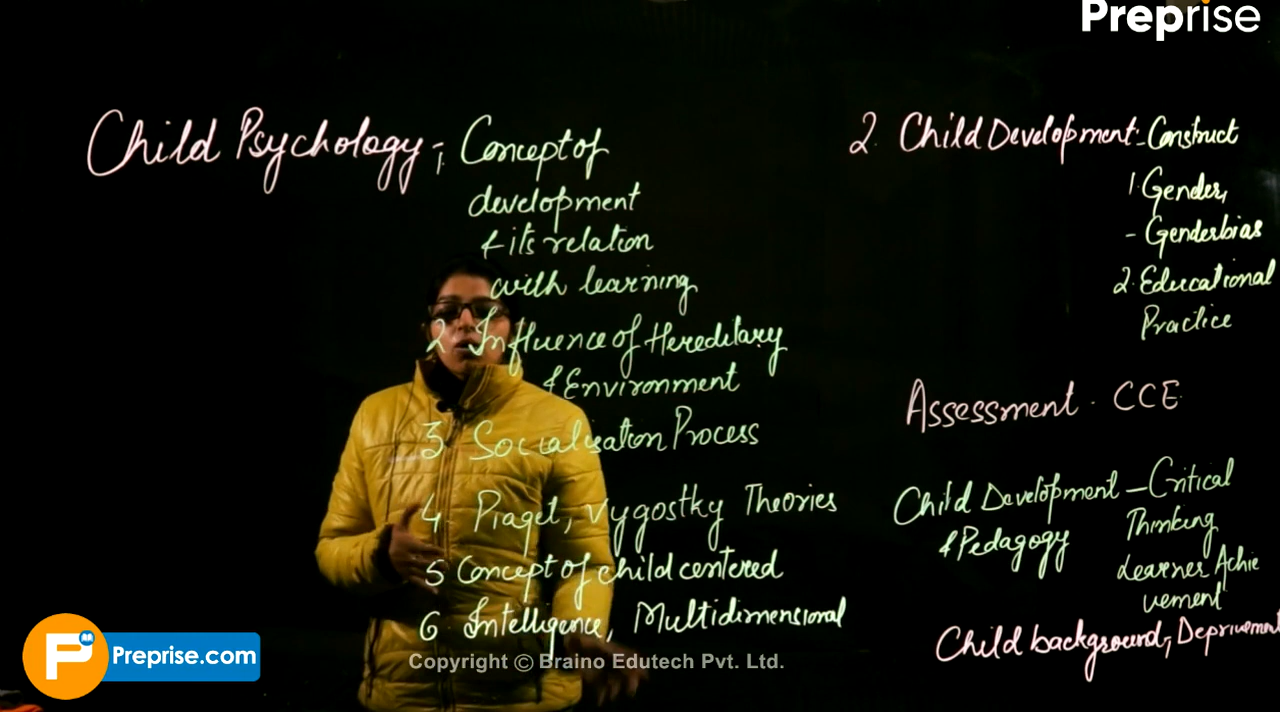 Preprise
Child Psychology ; Concept of
development
& its relation
with learning
2 Influence of Hereditary
& Environment
3 Socialisation Process
4. Piaget, Vygostky Theories
5 Concept of child centered
6. Intelligence, Multidimensional
2. Child Development - Construct
1. Gender,
- Genderbias
2. Educational
Practice
Assessment . CCE
Child Development - Critical
& Pedagogy Thinking
Learner Achie
vement
Child background, Deprivement
Preprise.com
Copyright © Braino Edutech Pvt. Ltd.